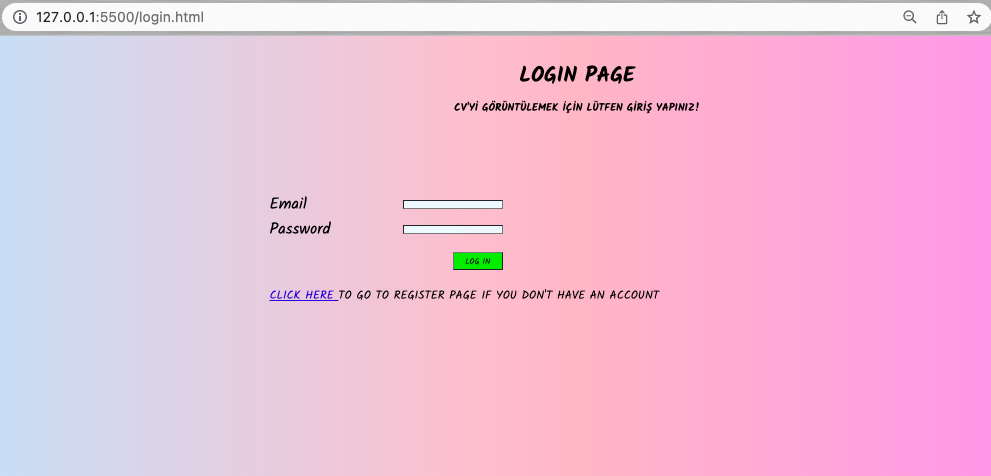 127.0.0.1:5500/login.html
LOGIN PAGE
CV'Yİ GÖRÜNTÜLEMEK İÇİN LÜTFEN GİRİŞ YAPINIZ!
Email
Password
LOG IN
CLICK HERE TO GO TO REGISTER PAGE IF YOU DON'T HAVE AN ACCOUNT